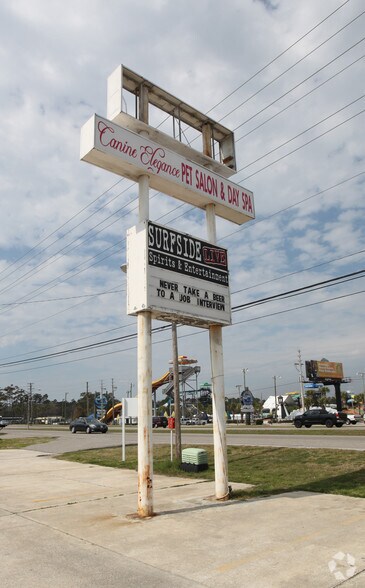 Canine Elegance PET SALON & DAY SPA
SURFSIDE LIVE
Spirits & Entertainment
NEVER TAKE A BEER
TO A JOB INTERVIEW